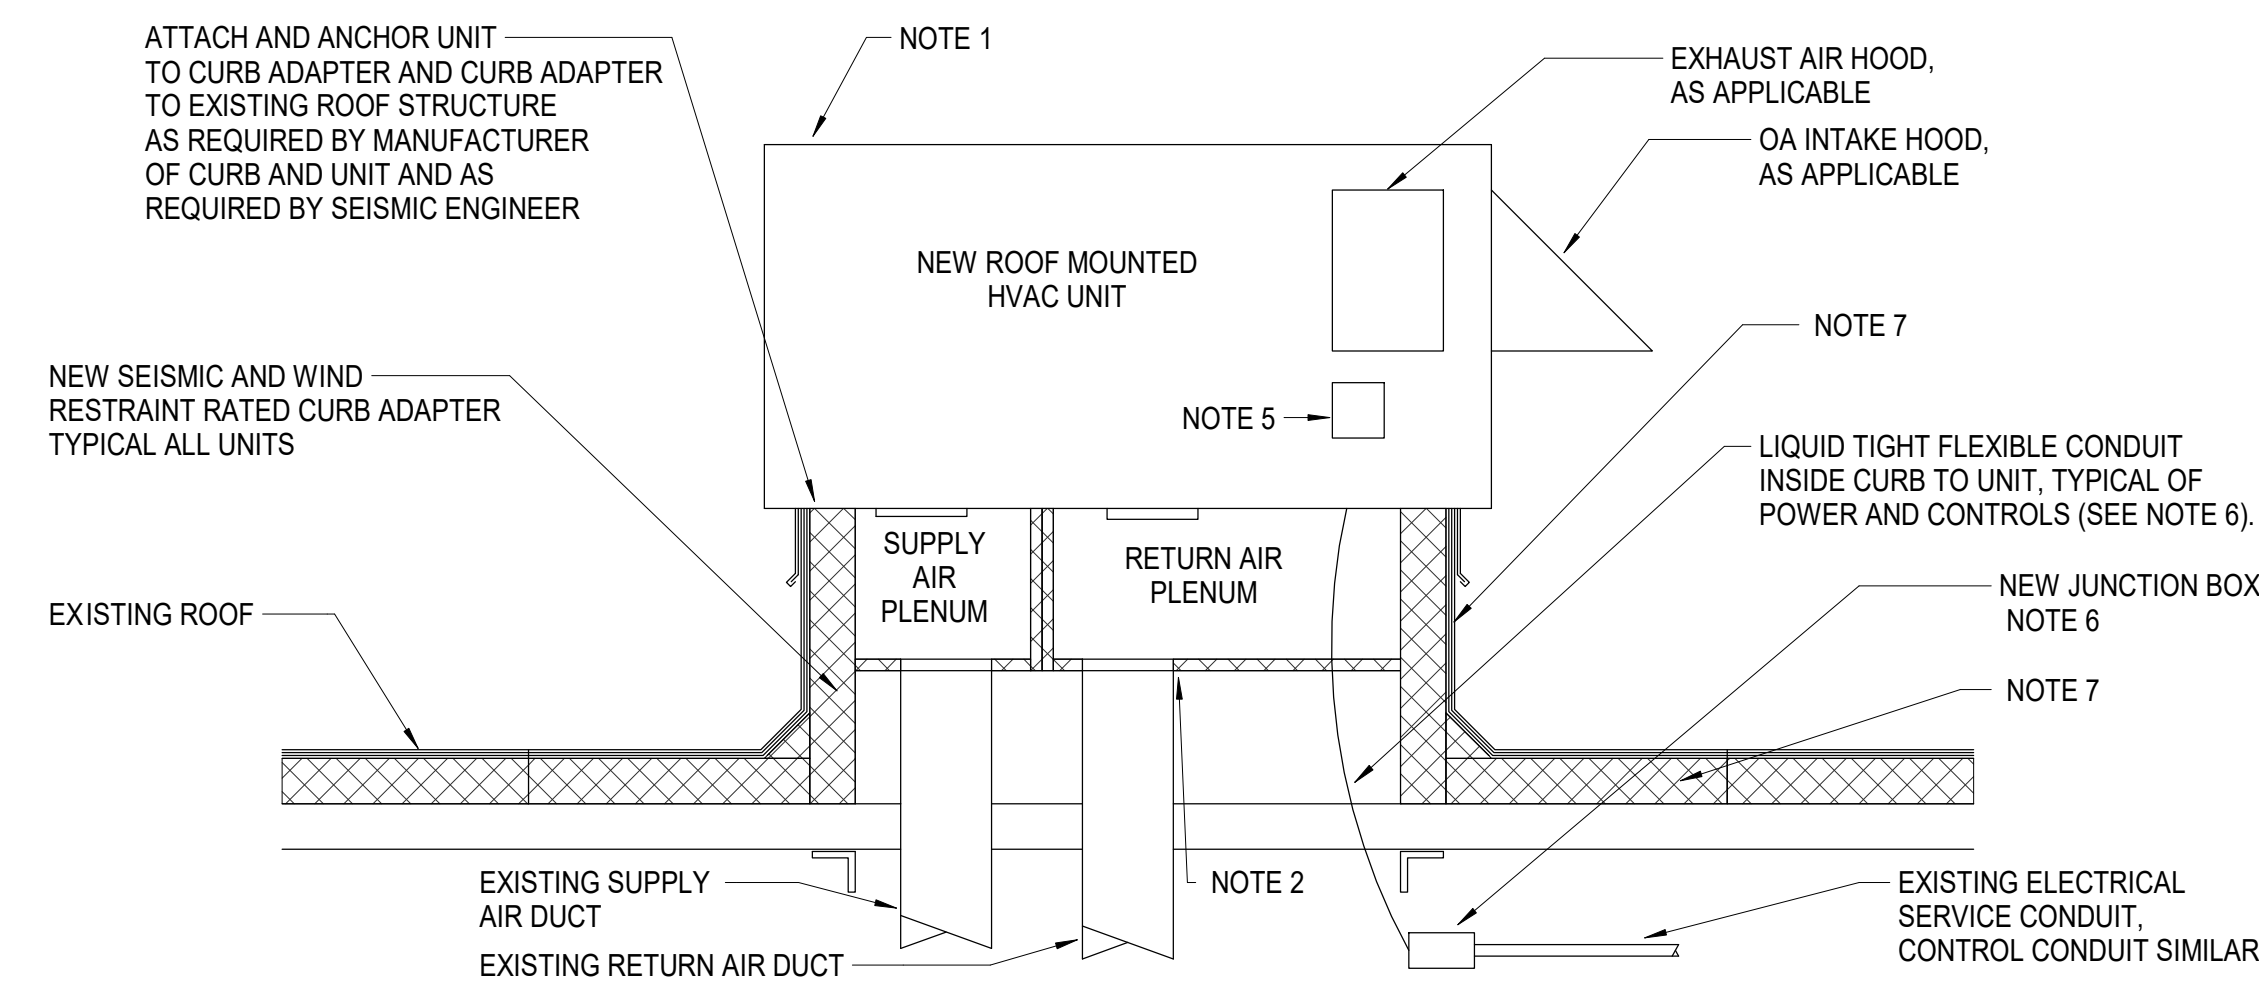 ATTACH AND ANCHOR UNIT
TO CURB ADAPTER AND CURB ADAPTER
TO EXISTING ROOF STRUCTURE
AS REQUIRED BY MANUFACTURER
OF CURB AND UNIT AND AS
REQUIRED BY SEISMIC ENGINEER
NOTE 1
EXHAUST AIR HOOD,
AS APPLICABLE
OA INTAKE HOOD,
AS APPLICABLE
NEW ROOF MOUNTED
HVAC UNIT
NOTE 7
NEW SEISMIC AND WIND
RESTRAINT RATED CURB ADAPTER
TYPICAL ALL UNITS
NOTE 5
LIQUID TIGHT FLEXIBLE CONDUIT
INSIDE CURB TO UNIT, TYPICAL OF
POWER AND CONTROLS (SEE NOTE 6).
SUPPLY
AIR
PLENUM
RETURN AIR
PLENUM
NEW JUNCTION BOX
NOTE 6
EXISTING ROOF
NOTE 7
EXISTING SUPPLY
AIR DUCT
NOTE 2
EXISTING ELECTRICAL
SERVICE CONDUIT,
CONTROL CONDUIT SIMILAR
EXISTING RETURN AIR DUCT